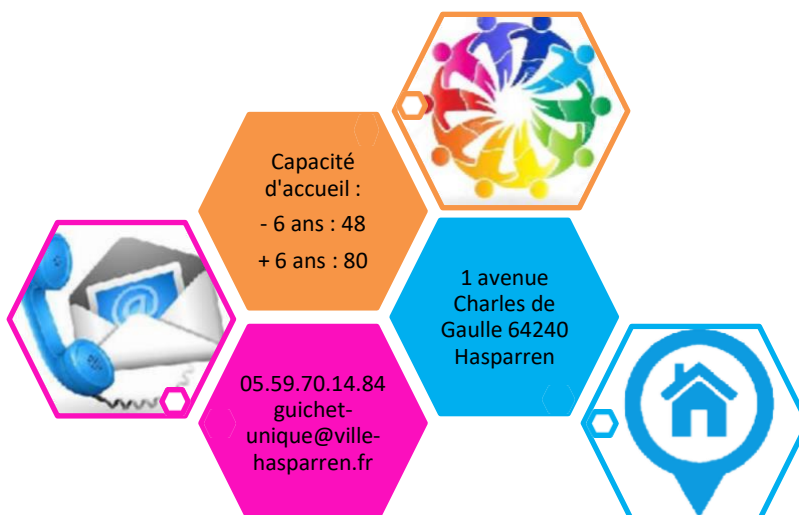 Capacité
d'accueil :
- 6 ans : 48
+ 6 ans : 80
1 avenue
Charles de
Gaulle 64240
Hasparren
05.59.70.14.84
guichet-
unique@ville-
hasparren.fr